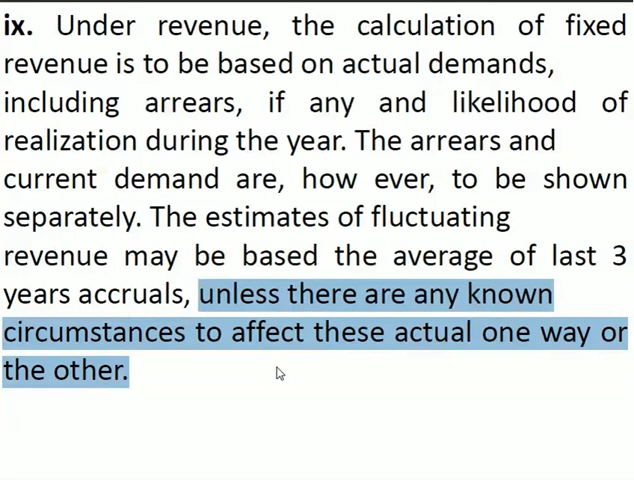 ix. Under revenue, the calculation of fixed
revenue is to be based on actual demands,
including arrears, if any and likelihood of
realization during the year. The arrears and
current demand are, how ever, to be shown
separately. The estimates of fluctuating
revenue may be based the average of last 3
years accruals, unless there are any known
circumstances to affect these actual one way or
the other.